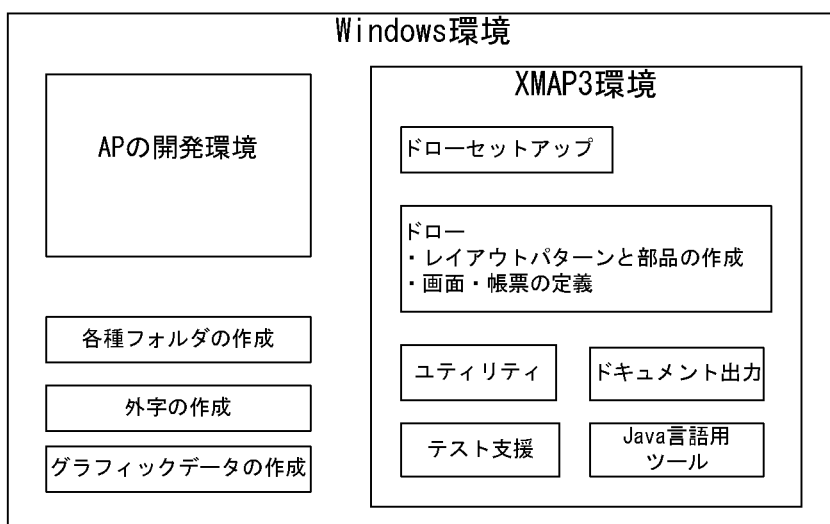 Windows環境
APの開発環境
各種フォルダの作成
外字の作成
グラフィックデータの作成
XMAP3環境
ドローセットアップ
ドロー
・レイアウトパターンと部品の作成
・画面・帳票の定義
ユティリティ
ドキュメント出力
テスト支援
Java言語用
ツール